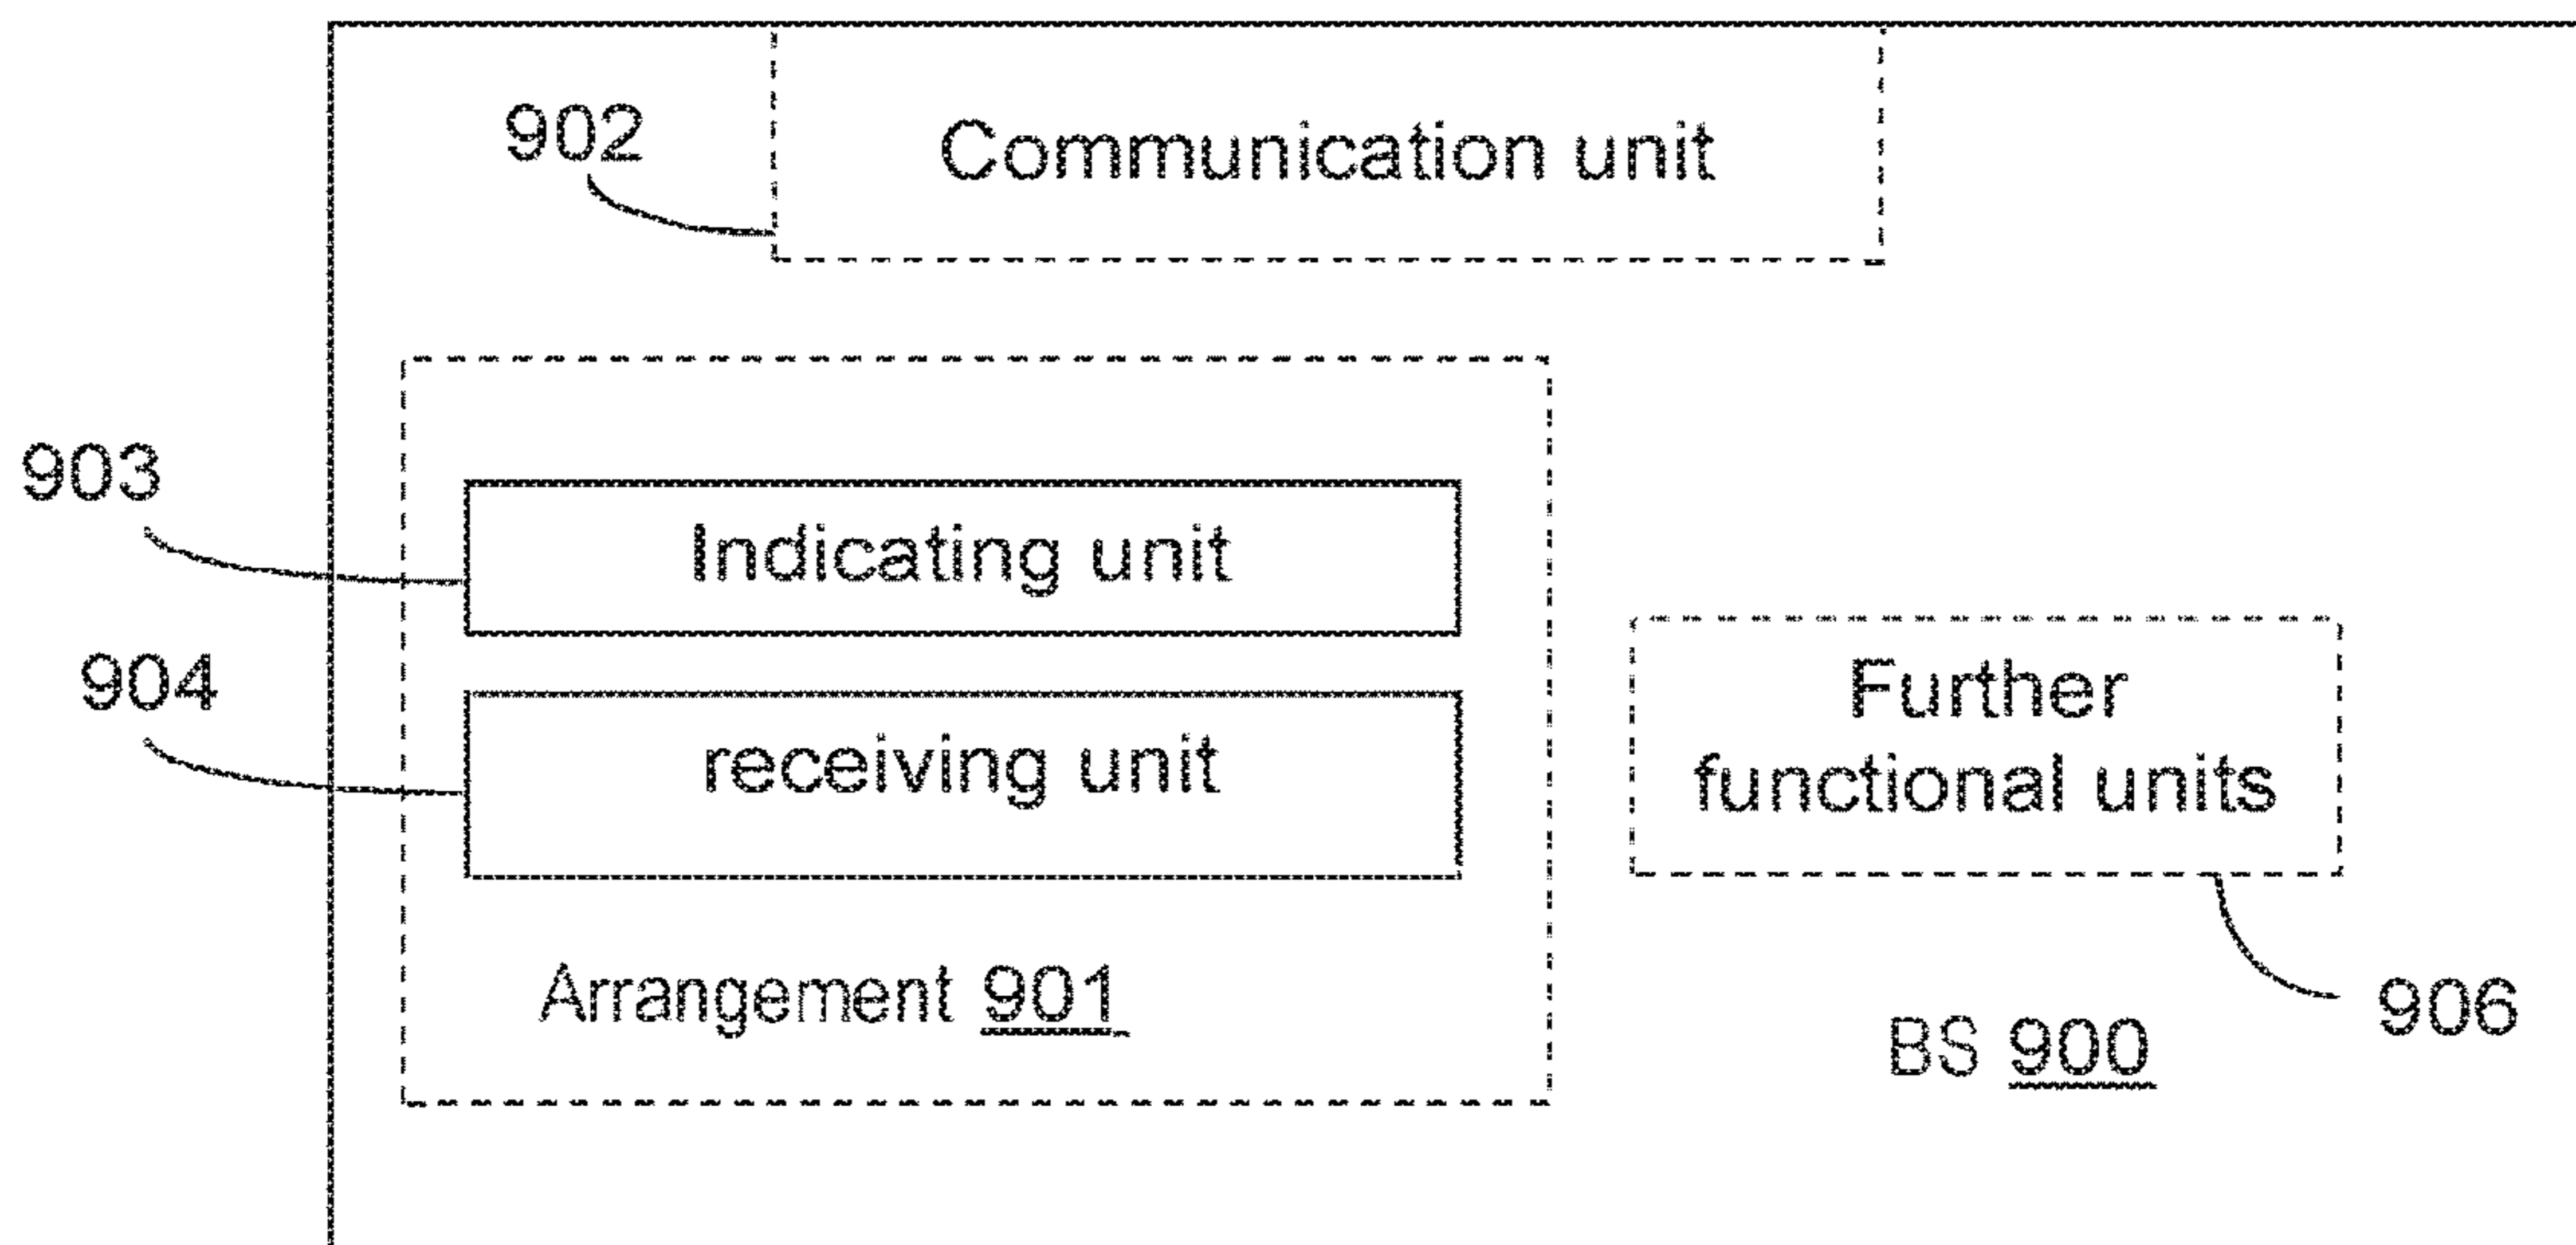 902
Communication unit
903
Indicating unit
904
receiving unit
Further
functional units
Arrangement 901
BS 900
906